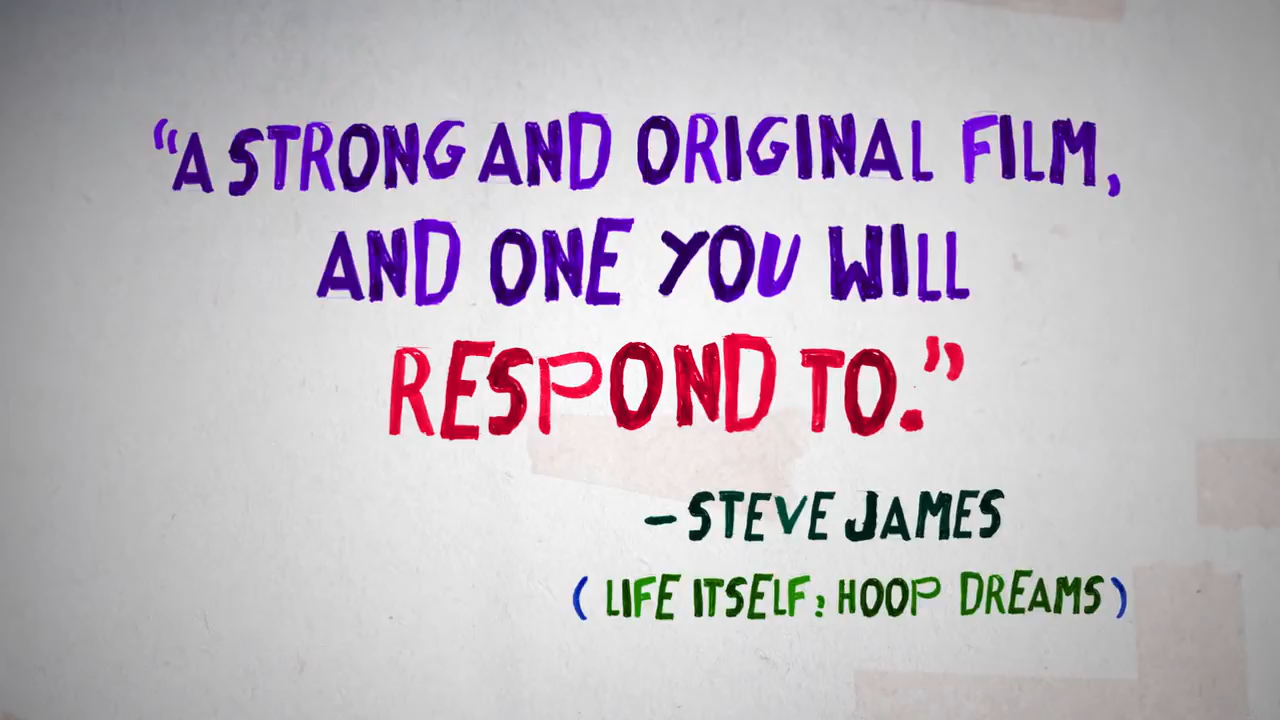 “A STRONG AND ORIGINAL FILM,
AND ONE YOU WILL
RESPOND TO.”
– STEVE JAMES
( LIFE ITSELF; HOOP DREAMS )